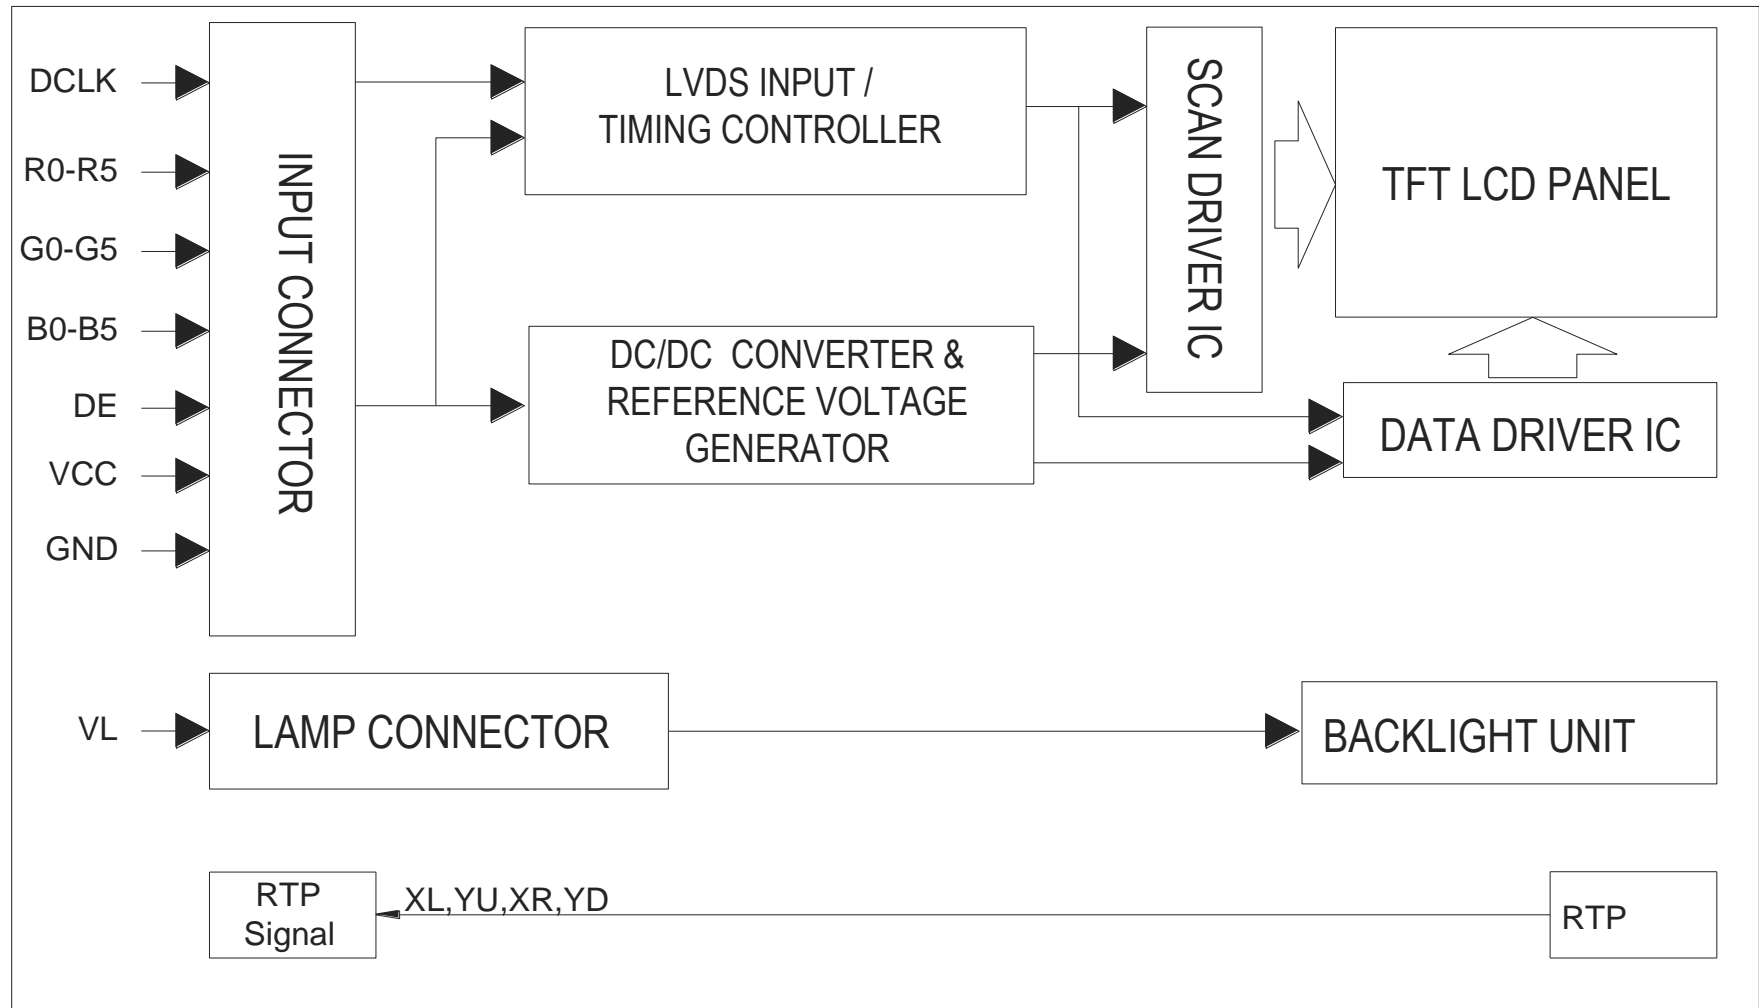 DCLK
R0-R5
G0-G5
B0-B5
DE
VCC
GND
INPUT CONNECTOR
LVDS INPUT /
TIMING CONTROLLER
DC/DC CONVERTER &
REFERENCE VOLTAGE
GENERATOR
SCAN DRIVER IC
TFT LCD PANEL
DATA DRIVER IC
VL
LAMP CONNECTOR
BACKLIGHT UNIT
RTP
Signal
XL,YU,XR,YD
RTP